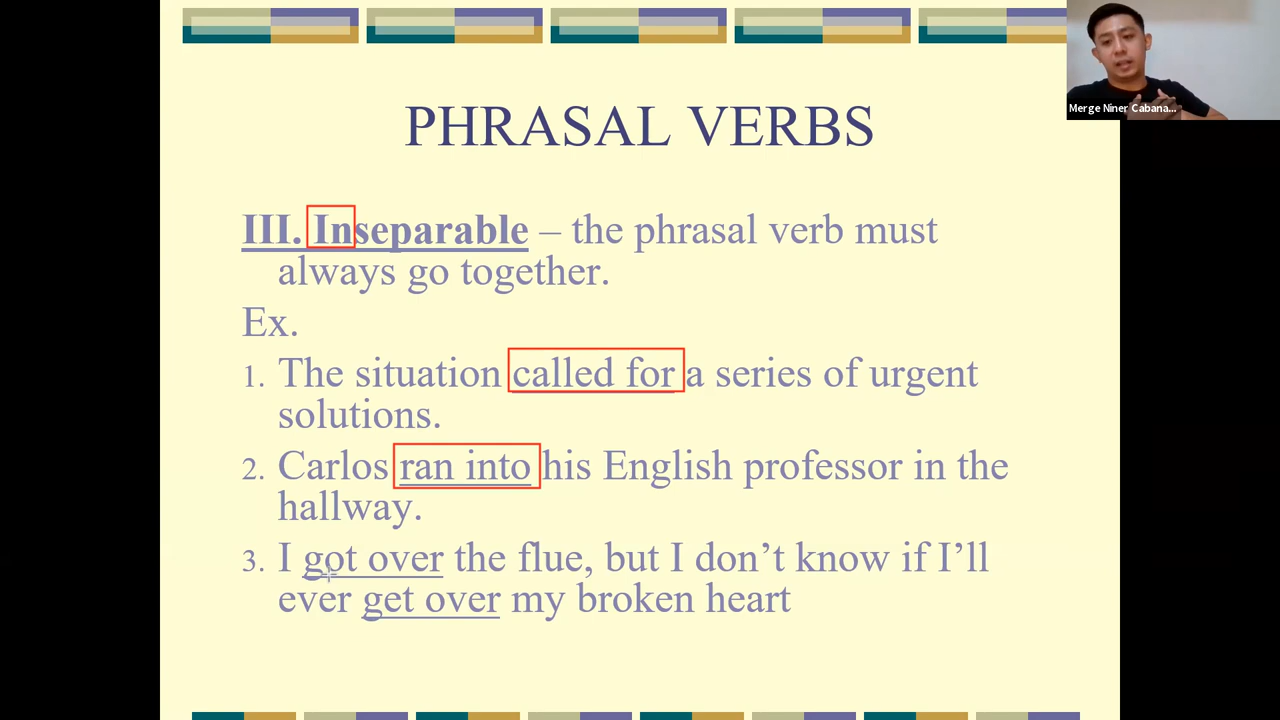 Merge Niner Cabana...
PHRASAL VERBS
III. Inseparable – the phrasal verb must
always go together.
Ex.
1. The situation called for a series of urgent
solutions.
2. Carlos ran into his English professor in the
hallway.
3. I got over the flue, but I don’t know if I’ll
ever get over my broken heart